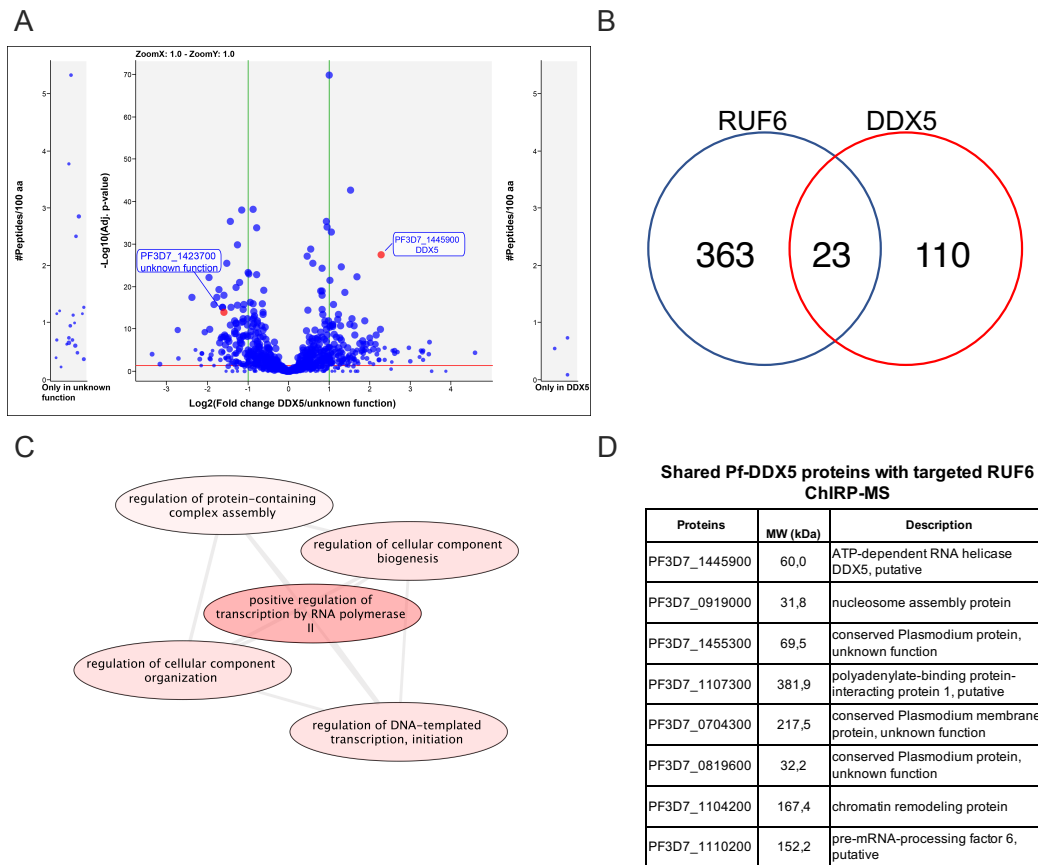 A
B
ZoomX: 1.0 - ZoomY: 1.0
#Peptides/100 aa
5
4
3
2
1
0
Only in unknown
function
-Log10(Adj. p-value)
70
60
50
40
30
20
10
0
PF3D7_1423700
unknown function
PF3D7_1445900
DDX5
-3
-2
-1
0
1
2
3
4
Log2(Fold change DDX5/unknown function)
#Peptides/100 aa
5
4
3
2
1
0
Only in DDX5
RUF6
DDX5
363
23
110
C
regulation of protein-containing
complex assembly
regulation of cellular component
biogenesis
positive regulation of
transcription by RNA polymerase
II
regulation of cellular component
organization
regulation of DNA-templated
transcription, initiation
D
Shared Pf-DDX5 proteins with targeted RUF6
ChIRP-MS
Proteins MW (kDa) Description
PF3D7_1445900 60,0 ATP-dependent RNA helicase
DDX5, putative
PF3D7_0919000 31,8 nucleosome assembly protein
PF3D7_1455300 69,5 conserved Plasmodium protein,
unknown function
PF3D7_1107300 381,9 polyadenylate-binding protein-
interacting protein 1, putative
PF3D7_0704300 217,5 conserved Plasmodium membrane
protein, unknown function
PF3D7_0819600 32,2 conserved Plasmodium protein,
unknown function
PF3D7_1104200 167,4 chromatin remodeling protein
PF3D7_1110200 152,2 pre-mRNA-processing factor 6,
putative